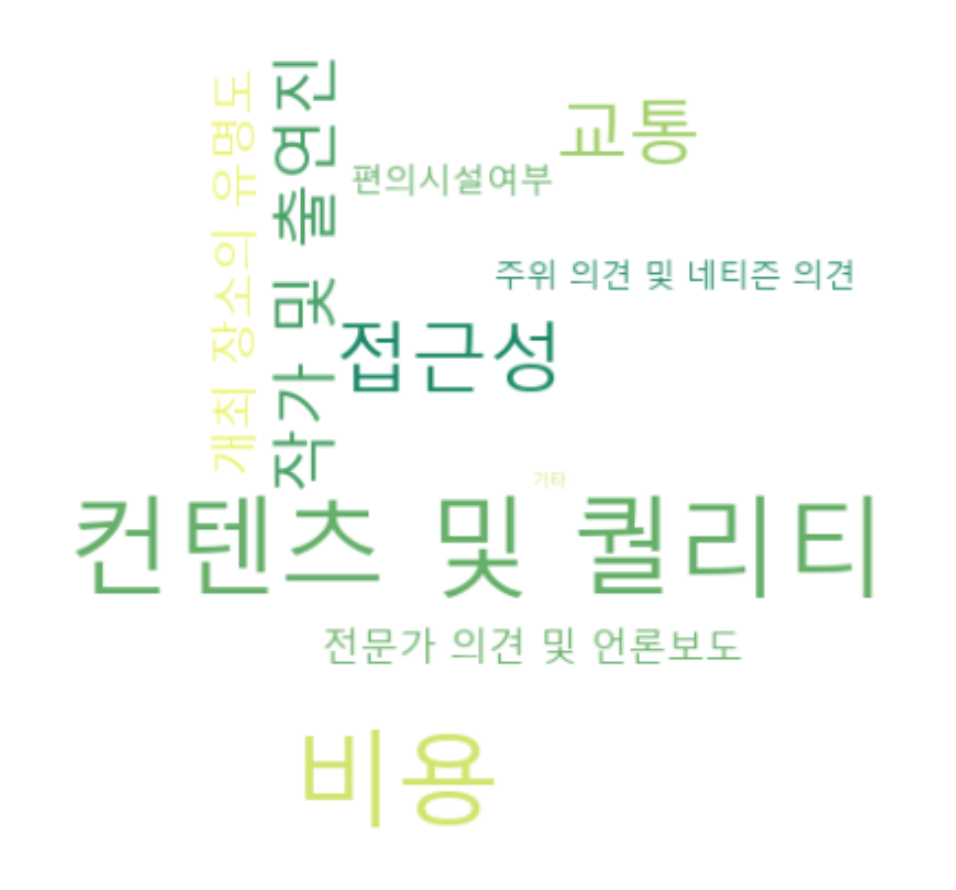 개최 장소의 유명도
작가 및 출연진
교통
편의시설여부
주위 의견 및 네티즌 의견
접근성
기타
컨텐츠 및 퀄리티
전문가 의견 및 언론보도
비용